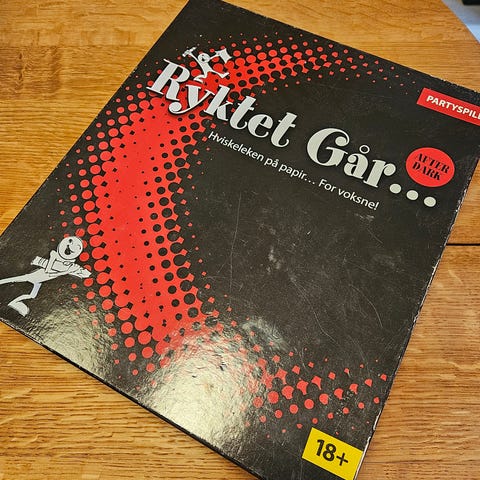 PARTYSPILL
Ryktet Går...
AFTER
DARK
Hviskeleken på papir... For voksne!
18+